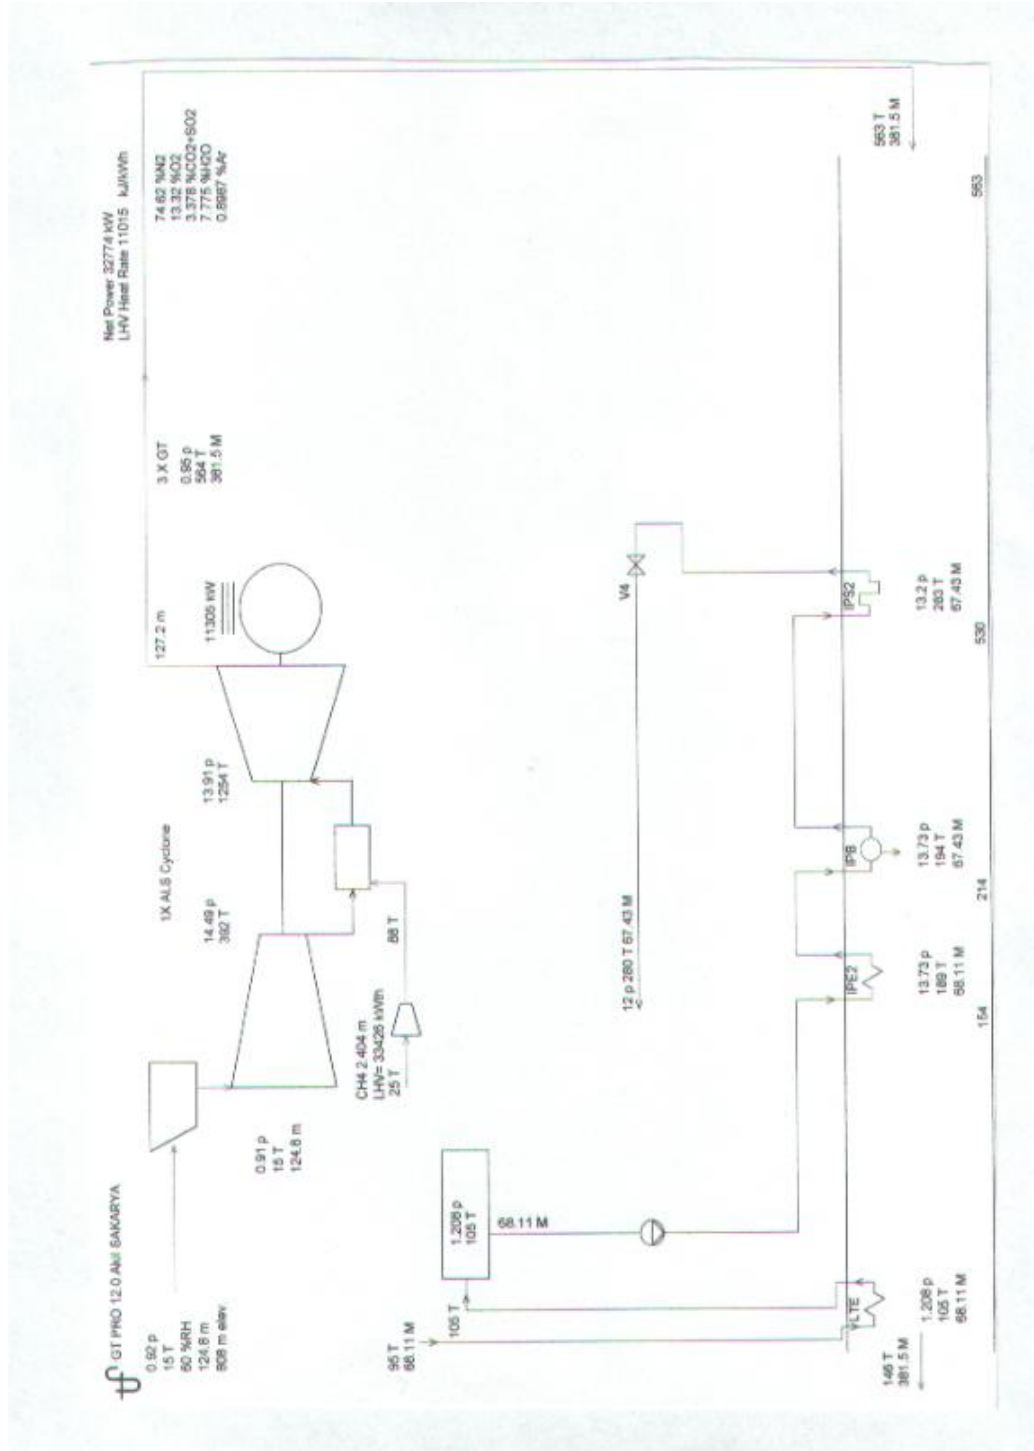 GT PRO 12.0 Akil SAKARYA
Net Power 32774 kW
LHV Heat Rate 11015 kJ/kWh
0.92 p
15 T
60 %RH
124.8 m
808 m elev.
1X ALS Cyclone
127.2 m
3 X GT
0.95 p
564 T
381.5 M
74.62 %N2
13.32 %O2
3.378 %CO2+SO2
7.775 %H2O
0.8987 %Ar
0.91 p
15 T
124.8 m
14.49 p
392 T
13.91 p
1254 T
11305 kW
CH4 2.404 m
LHV= 33426 kWth
25 T
88 T
95 T
68.11 M
105 T
1.208 p
105 T
68.11 M
12 p 280 T 67.43 M
V4
563 T
381.5 M
LTE
IPE2
IPB
IPS2
146 T
381.5 M
1.208 p
105 T
68.11 M
13.73 p
189 T
68.11 M
13.73 p
194 T
67.43 M
13.2 p
283 T
67.43 M
154
214
530
563